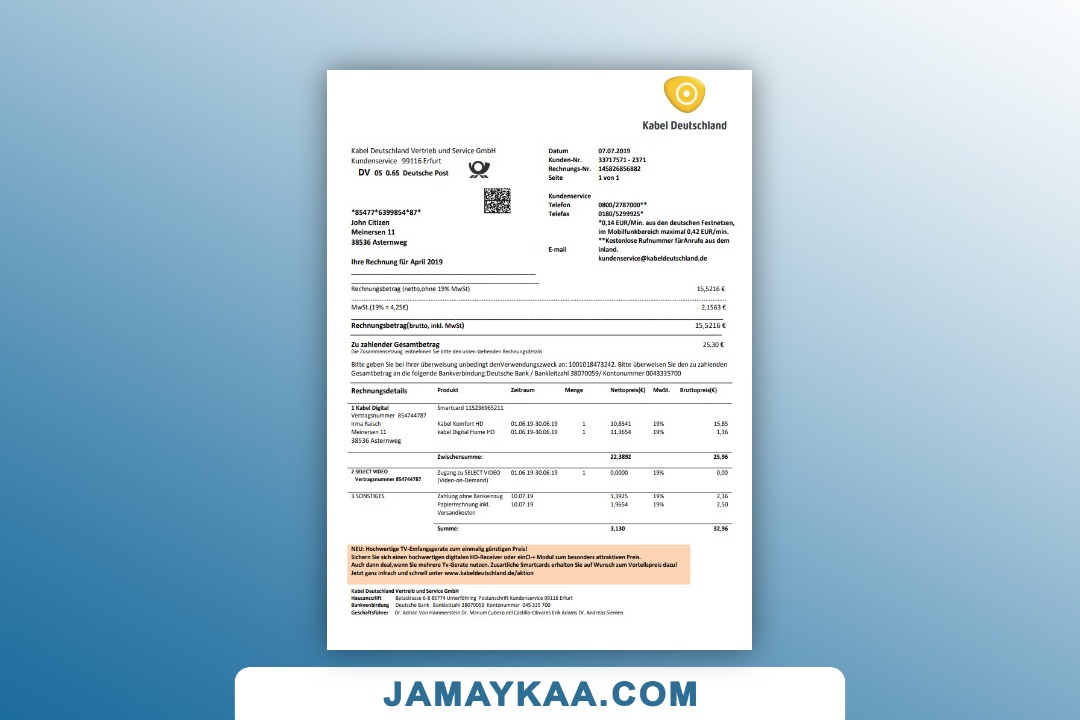 Kabel Deutschland
Kabel Deutschland Vertrieb und Service GmbH
Kundenservice 99116 Erfurt
DV 05 0.65 Deutsche Post
Datum 07.07.2019
Kunden-Nr. 33717571 - 2371
Rechnungs-Nr. 145826856882
Seite 1 von 1
Kundenservice
Telefon 0800/2787000**
Telefax 0180/5299925*
*0,14 EUR/Min. aus den deutschen Festnetzen,
im Mobilfunkbereich maximal 0,42 EUR/min.
**Kostenlose Rufnummer fürAnrufe aus dem
E-mail inland.
kundenservice@kabeldeutschland.de
*85477*6399854*87*
John Citizen
Meinersen 11
38536 Asternweg
Ihre Rechnung für April 2019
Rechnungsbetrag (netto,ohne 19% MwSt) 15,5216 €
MwSt.(19% = 4,25€) 2,1563 €
Rechnungsbetrag(brutto, inkl. MwSt) 15,5216 €
Zu zahlender Gesamtbetrag 25,30 €
Die Zusammensetzung, entnehmen Sie bitte den unten stehenden Rechnungsdetails
Bitte geben Sie bei Ihrer überweisung unbedingt denVerwendungszweck an: 1001018473242. Bitte überweisen Sie den zu zahlenden
Gesamtbetrag an die folgende Bankverbindung:Deutsche Bank / Bankleitzahl 38070059/ Kontonummer 0043335700
Rechnungsdetails Produkt Zeitraum Menge Nettopreis(€) MwSt. Bruttopreis(€)
1 Kabel Digital Smartcard 115236965211
Vertragsnummer 854744787
Irma Raisch Kabel Komfort HD 01.06.19-30.06.19 1 10,8541 19% 15,85
Meinersen 11 kabel Digital Home HD 01.06.19-30.06.19 1 11,3654 19% 1,36
38536 Asternweg
Zwischensumme: 22,3892 25,96
2 SELECT VIDEO Zugang zu SELECT VIDEO 01.06.19-30.06.19 1 0,0000 19% 0,00
Vertragsnummer 854744787 (Video-on-Demand)
3 SONSTIGES Zahlung ohne Bankeinzug 10.07.19 1,3925 19% 2,36
Papierrechnung inkl. 10.07.19 1,9654 19% 2,50
Versandkosten
Summe: 3,130 32,96
NEU: Hochwertige TV-Emfangsgerate zum einmalig günstigen Preis!
Sichern Sie sich einen hochwertigen digitalen HD-Receiver oder einCI-+ Modul zum besonders attraktiven Preis.
Auch dann deal,wenn Sie mehrere Tv-Gerate nutzen. Zusartliche Smartcards erhalten Sie auf Wunsch zum Vorteilspreis dazu!
Jetzt ganz infrach und schnell unter www.kabeldeutschland.de/aktion
Kabel Deutschland Vertrieb und Service GmbH
Hausanscrlift Betastrasse 6-8 85774 Unterföhring Postanschrift Kundenservice 99116 Erfurt
Bankverbirdung Deutsche Bank Bankleitzahl 38070059 Kontonummer 045 335 700
Geschoftsführer Dr. Adrian Von Hammerstein Dr. Manuel Cubero del Castillo-Olivares Erik Adams Dr. Andreas Siemen
JAMAYKAA.COM